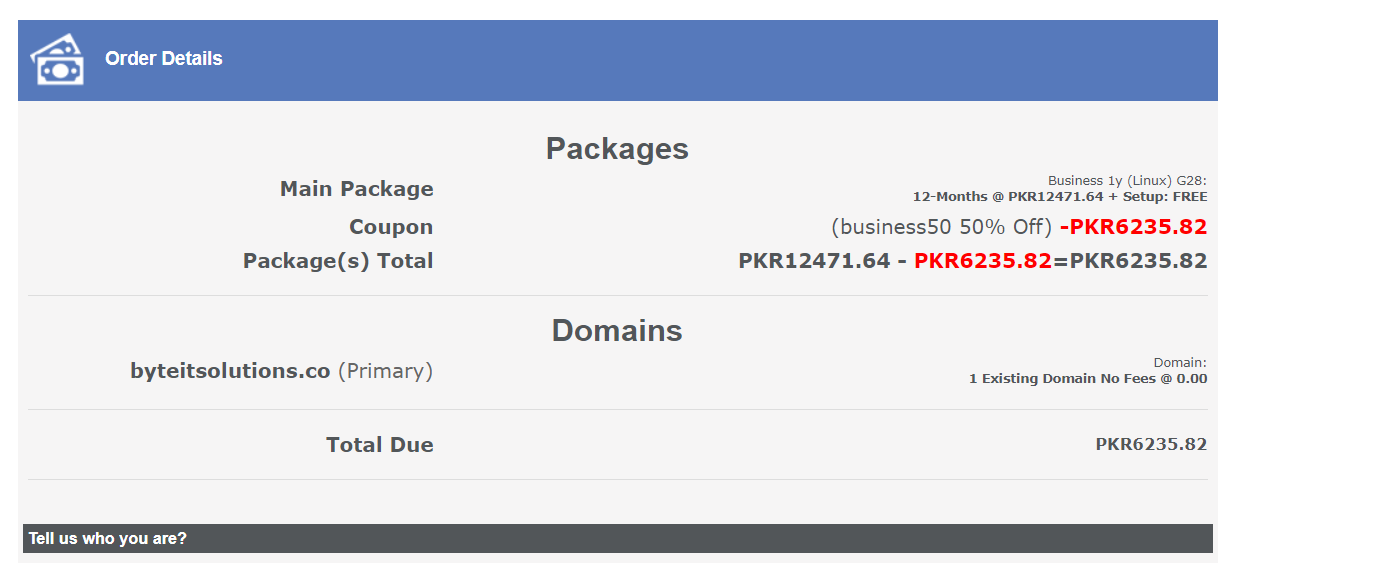 Order Details
Packages
Main Package
Business 1y (Linux) G28:
12-Months @ PKR12471.64 + Setup: FREE
Coupon
(business50 50% Off) -PKR6235.82
Package(s) Total
PKR12471.64 - PKR6235.82=PKR6235.82
Domains
byteitsolutions.co (Primary)
Domain:
1 Existing Domain No Fees @ 0.00
Total Due
PKR6235.82
Tell us who you are?